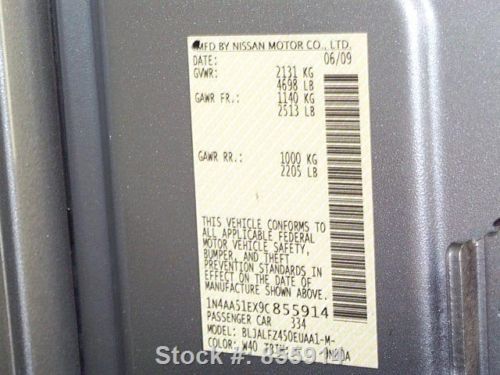 MFD BY NISSAN MOTOR CO., LTD.
DATE: 06/09
GVWR: 2131 KG
4698 LB
GAWR FR.: 1140 KG
2513 LB
GAWR RR.: 1000 KG
2205 LB
THIS VEHICLE CONFORMS TO
ALL APPLICABLE FEDERAL
MOTOR VEHICLE SAFETY,
BUMPER, AND THEFT
PREVENTION STANDARDS IN
EFFECT ON THE DATE OF
MANUFACTURE SHOWN ABOVE.
1N4AA51EX9C855914
PASSENGER CAR 334
MODEL: BLJALFZ450EUAA1-M-
COLOR: W40
Stock #: 855914